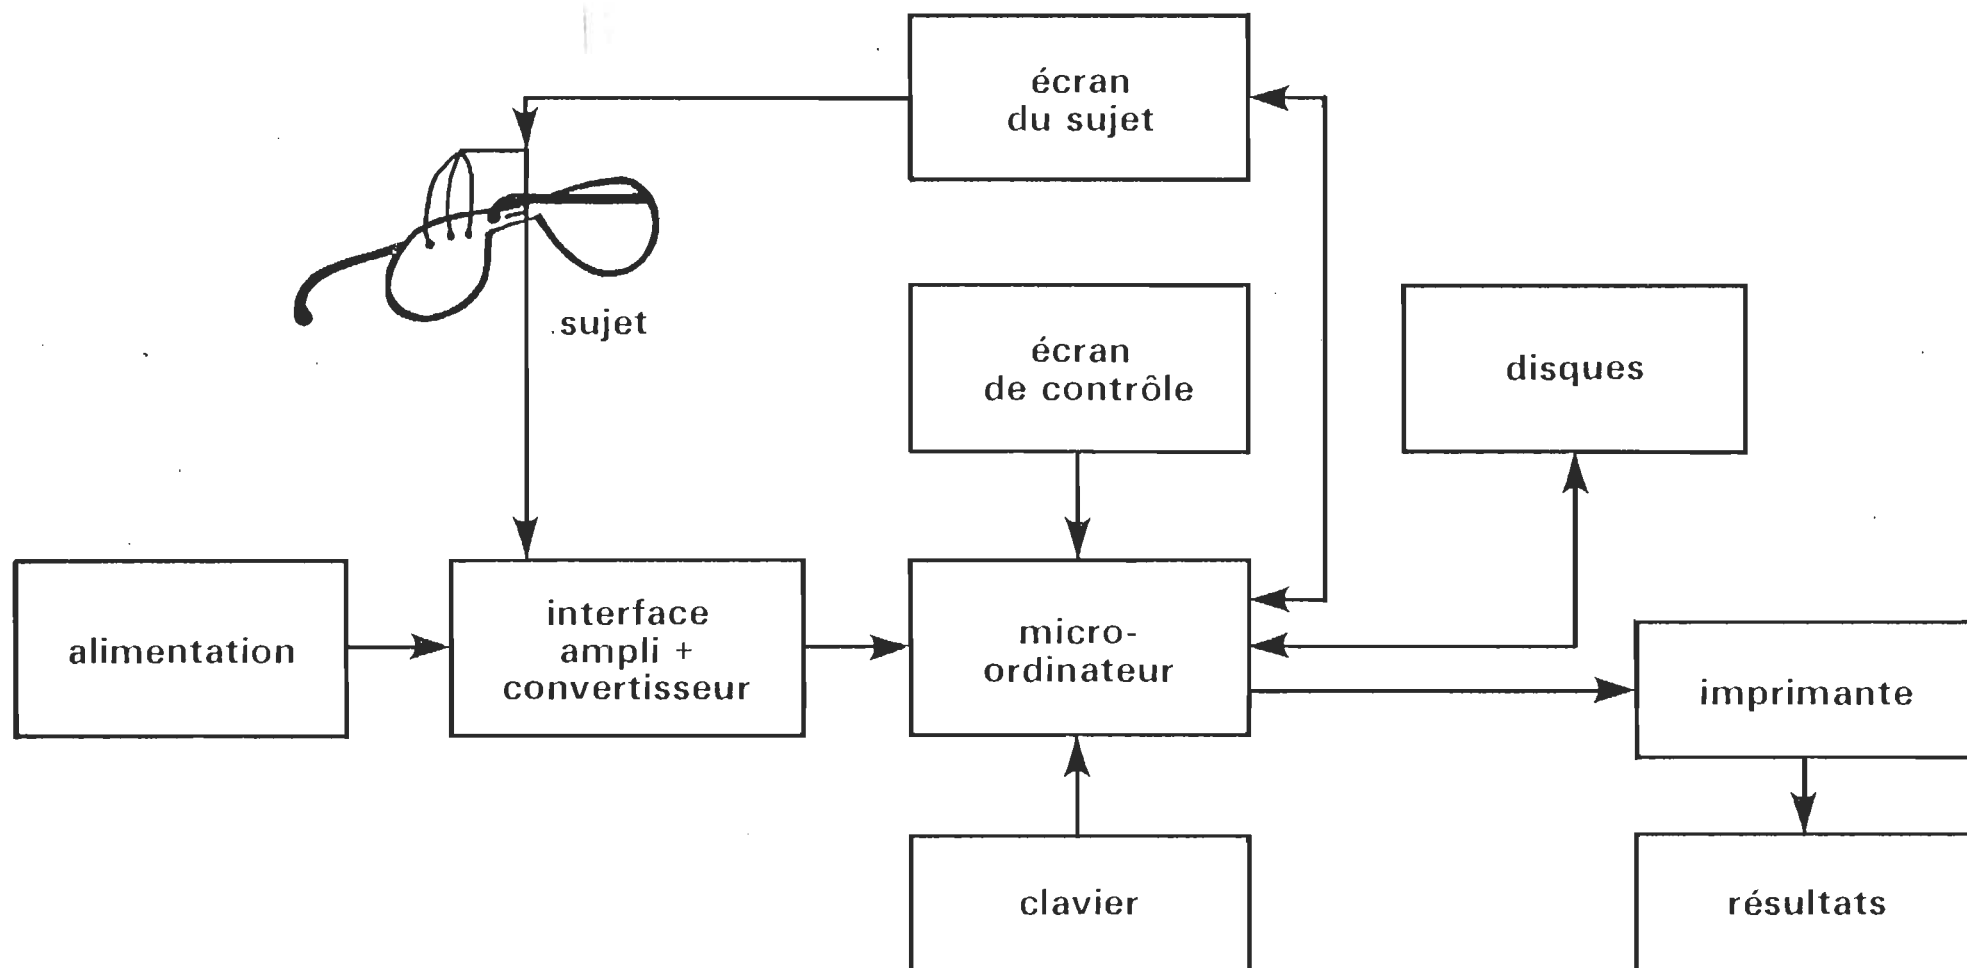 écran
du sujet
sujet
écran
de contrôle
disques
alimentation
interface
ampli +
convertisseur
micro-
ordinateur
imprimante
clavier
résultats